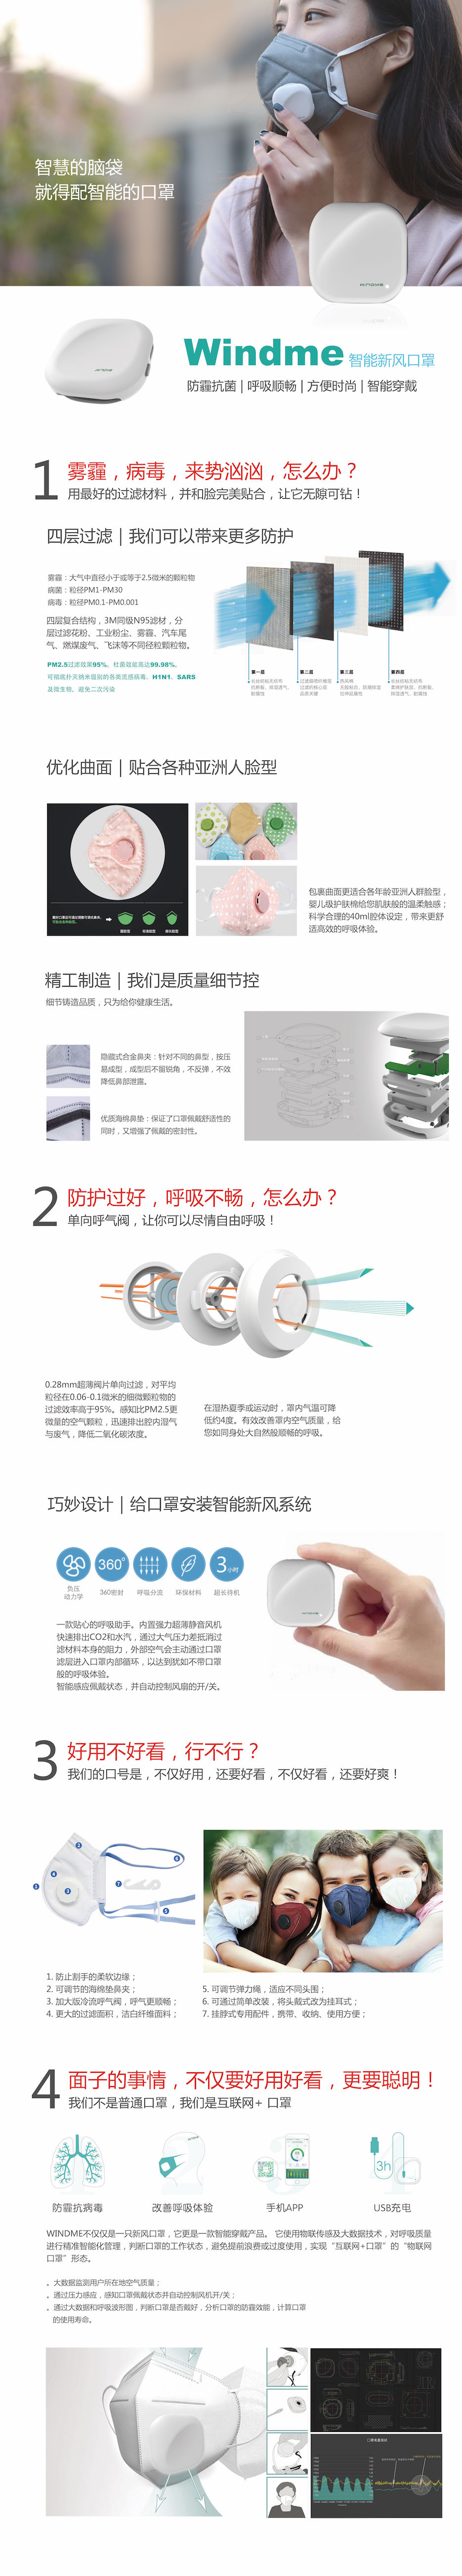 智慧的脑袋
就得配智能的口罩
Windme 智能新风口罩
防霾抗菌 | 呼吸顺畅 | 方便时尚 | 智能穿戴
1 雾霾，病毒，来势汹汹，怎么办？
用最好的过滤材料，并和脸完美贴合，让它无隙可钻！
四层过滤 | 我们可以带来更多防护
雾霾：大气中直径小于或等于2.5微米的颗粒物
病菌：粒径PM1-PM30
病毒：粒径PM0.1-PM0.001
四层复合结构，3M同级N95滤材，分
层过滤花粉、工业粉尘、雾霾、汽车尾
气、燃煤废气、飞沫等不同径粒颗粒物。
PM2.5过滤效果95%，杜菌效能高达99.98%，
可彻底扑灭纳米级别的各类流感病毒、H1N1、SARS
及微生物，避免二次污染
第一层
第二层
第三层
第四层
优化曲面 | 贴合各种亚洲人脸型
包裹曲面更适合各年龄亚洲人群脸型，
婴儿级护肤棉给您肌肤般的温柔触感；
科学合理的40ml腔体设定，带来更舒
适高效的呼吸体验。
精工制造 | 我们是质量细节控
细节铸造品质，只为给你健康生活。
隐藏式合金鼻夹：针对不同的鼻型，按压
易成型，成型后不留锐角，不反弹，不效
降低鼻部泄露。
优质海绵鼻垫：保证了口罩佩戴舒适性的
同时，又增强了佩戴的密封性。
2 防护过好，呼吸不畅，怎么办？
单向呼气阀，让你可以尽情自由呼吸！
0.28mm超薄阀片单向过滤，对平均
粒径在0.06-0.1微米的细微颗粒物的
过滤效率高于95%。感知比PM2.5更
微量的空气颗粒，迅速排出腔内湿气
与废气，降低二氧化碳浓度。
在湿热夏季或运动时，罩内气温可降
低约4度。有效改善罩内空气质量，给
您如同身处大自然般顺畅的呼吸。
巧妙设计 | 给口罩安装智能新风系统
360°
3小时
负压
动力学
360密封
呼吸分流
环保材料
超长待机
一款贴心的呼吸助手。内置强力超薄静音风机
快速排出CO2和水汽，通过大气压力差抵消过
滤材料本身的阻力，外部空气会主动通过口罩
滤层进入口罩内部循环，以达到犹如不带口罩
般的呼吸体验。
智能感应佩戴状态，并自动控制风扇的开/关。
3 好用不好看，行不行？
我们的口号是，不仅好用，还要好看，不仅好看，还要好爽！
1. 防止割手的柔软边缘；
2. 可调节的海绵垫鼻夹；
3. 加大版冷流呼气阀，呼气更顺畅；
4. 更大的过滤面积，洁白纤维面料；
5. 可调节弹力绳，适应不同头围；
6. 可通过简单改装，将头戴式改为挂耳式；
7. 挂脖式专用配件，携带、收纳、使用方便；
4 面子的事情，不仅要好用好看，更要聪明！
我们不是普通口罩，我们是互联网+ 口罩
3h
防霾抗病毒
改善呼吸体验
手机APP
USB充电
WINDME不仅仅是一只新风口罩，它更是一款智能穿戴产品。 它使用物联传感及大数据技术，对呼吸质量
进行精准智能化管理，判断口罩的工作状态，避免提前浪费或过度使用，实现“互联网+口罩”的“物联网
口罩”形态。
。大数据监测用户所在地空气质量；
。通过压力感应，感知口罩佩戴状态并自动控制风机开/关；
。通过大数据和呼吸波形图，判断口罩是否戴好，分析口罩的防霾效能，计算口罩
的使用寿命。